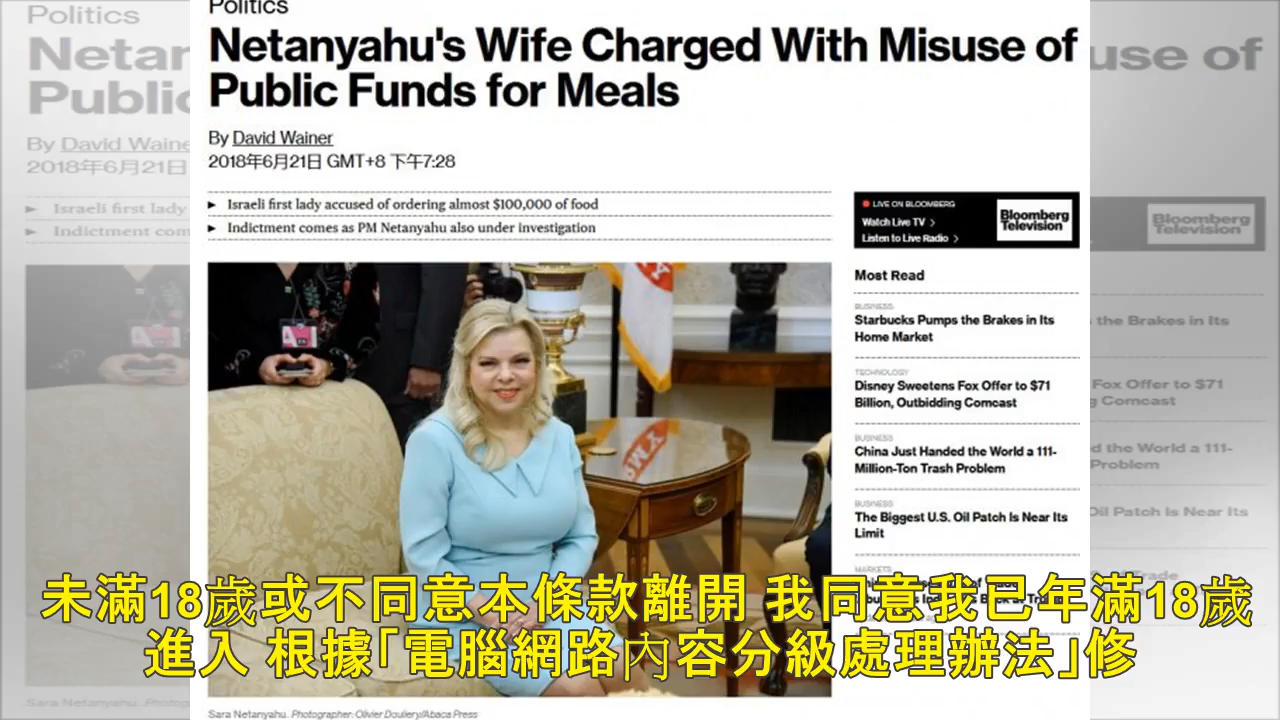 Politics
Netanyahu's Wife Charged With Misuse of
Public Funds for Meals
By David Wainer
2018年6月21日 GMT+8 下午7:28
► Israeli first lady accused of ordering almost $100,000 of food
► Indictment comes as PM Netanyahu also under investigation
LIVE ON BLOOMBERG
Watch Live TV >
Listen to Live Radio >
Bloomberg
Television
Most Read
BUSINESS
Starbucks Pumps the Brakes in Its
Home Market
TECHNOLOGY
Disney Sweetens Fox Offer to $71
Billion, Outbidding Comcast
BUSINESS
China Just Handed the World a 111-
Million-Ton Trash Problem
BUSINESS
The Biggest U.S. Oil Patch Is Near Its
Limit
MARKETS
未滿18歲或不同意本條款離開 我同意我已年滿18歲
進入 根據「電腦網路內容分級處理辦法」修
Sara Netanyahu. Photographer: Olivier Douliery/Abaca Press